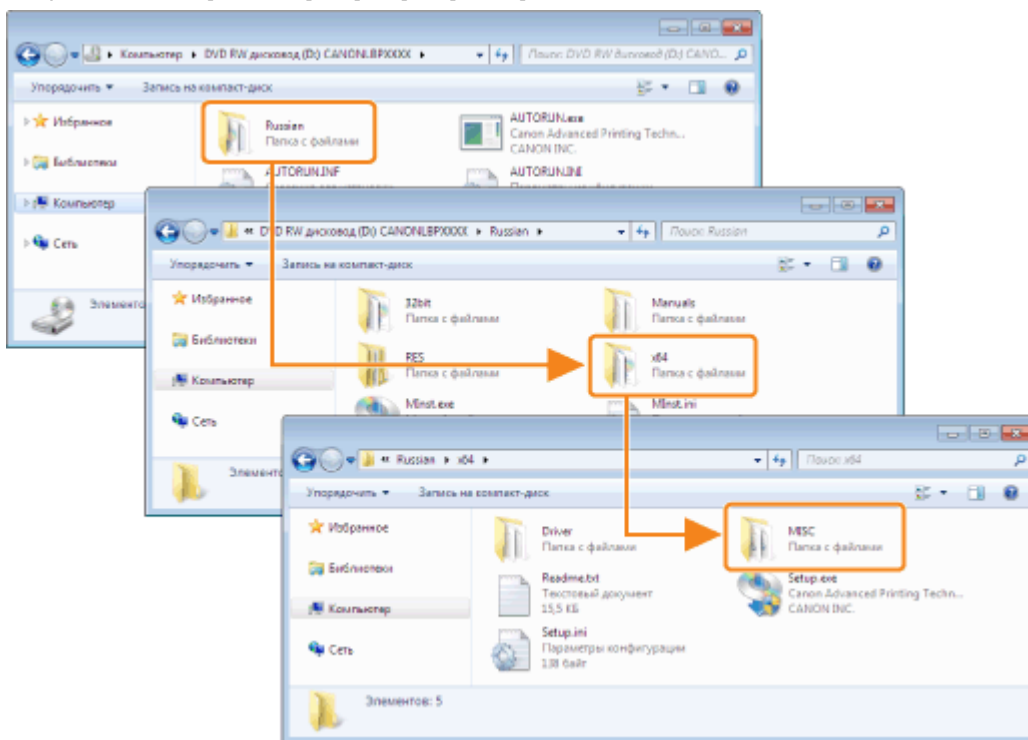 Компьютер ▸ DVD RW дисковод (D:) CANONLBPXXXX ▸
Поиск: DVD RW дисковод (D:) CANO...
Упорядочить ▾ Запись на компакт-диск
Избранное
Библиотеки
Компьютер
Сеть
Russian
Папка с файлами
AUTORUN.exe
Canon Advanced Printing Techn...
CANON INC.
AUTORUN.INF
AUTORUN.INI
« DVD RW дисковод (D:) CANONLBPXXXX ▸ Russian ▸
Поиск: Russian
Упорядочить ▾ Запись на компакт-диск
Избранное
Библиотеки
Компьютер
Сеть
32bit
Папка с файлами
Manuals
Папка с файлами
RES
Папка с файлами
x64
Папка с файлами
MInst.exe
MInst.ini
« Russian ▸ x64 ▸
Поиск: x64
Упорядочить ▾ Запись на компакт-диск
Избранное
Библиотеки
Компьютер
Сеть
Driver
Папка с файлами
MISC
Папка с файлами
Readme.txt
Текстовый документ
15,5 КБ
Setup.exe
Canon Advanced Printing Techn...
CANON INC.
Setup.ini
Параметры конфигурации
138 байт
Элементов: 5